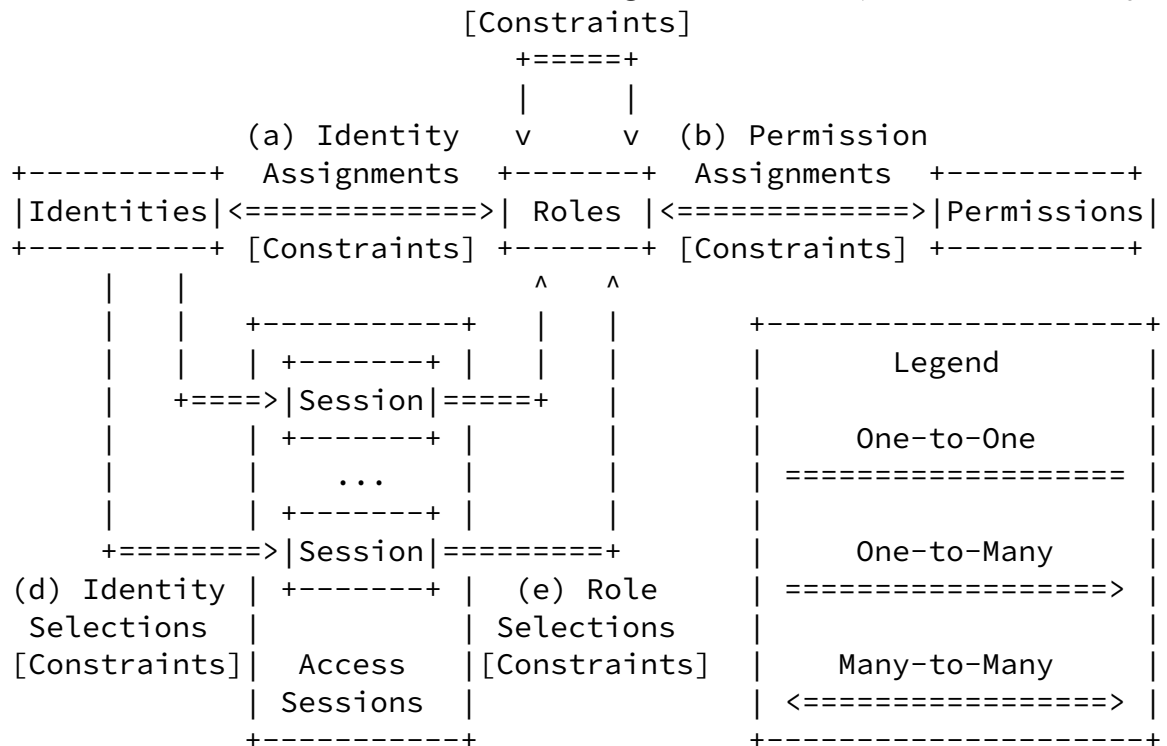 [Constraints]
+=====+
|     |
(a) Identity   v     v  (b) Permission
+----------+  Assignments  +-------+  Assignments  +----------+
|Identities|<=============>| Roles |<=============>|Permissions|
+----------+ [Constraints] +-------+ [Constraints] +----------+
|   |                   ^   ^
|   |   +-----------+   |   |       +---------------------+
|   |   | +-------+ |   |   |       |       Legend        |
|   +====>|Session|=====+   |       |                     |
|       | +-------+ |       |       |     One-to-One      |
|       |    ...    |       |       | =================== |
|       | +-------+ |       |       |                     |
+========>|Session|=========+       |     One-to-Many     |
(d) Identity | +-------+ |  (e) Role     | ==================> |
Selections  |           | Selections    |                     |
[Constraints]|  Access   |[Constraints]  |    Many-to-Many     |
| Sessions  |               | <=================> |
+-----------+               +---------------------+